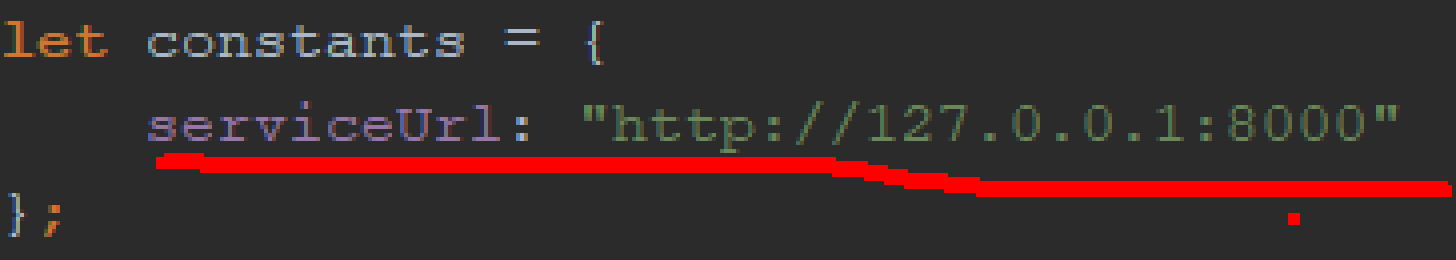 let constants = {
serviceUrl: "http://127.0.0.1:8000"
};